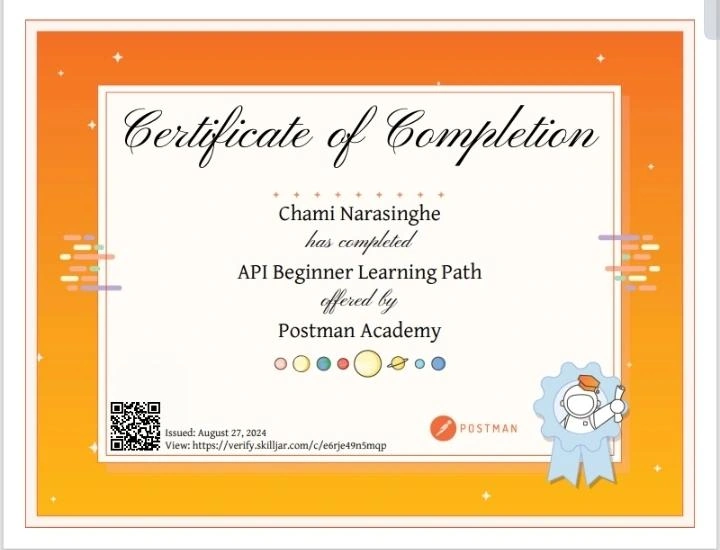 Certificate of Completion
Chami Narasinghe
has completed
API Beginner Learning Path
offered by
Postman Academy
Issued: August 27, 2024
View: https://verify.skilljar.com/c/e6rje49n5mqp
POSTMAN